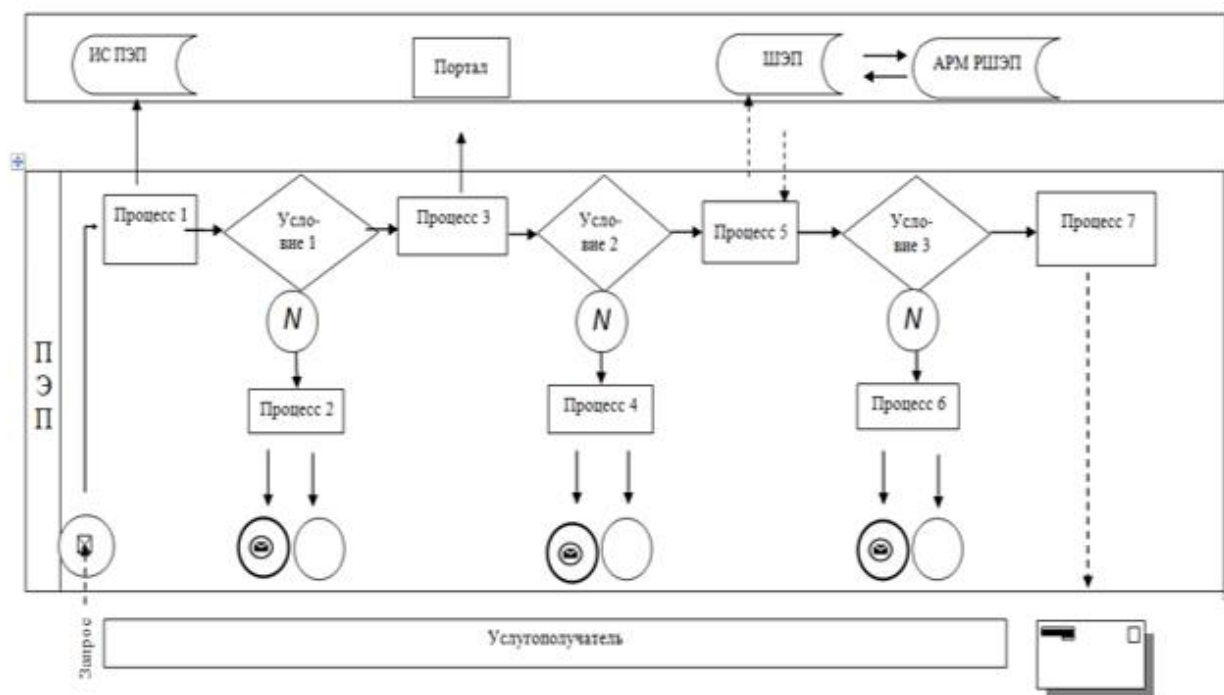 ИС ПЭП
Портал
ШЭП
АРМ РШЭП
Процесс 1
Усло-
вие 1
Процесс 3
Усло-
вие 2
Процесс 5
Усло-
вие 3
Процесс 7
N
N
N
П
Э
П
Процесс 2
Процесс 4
Процесс 6
Запрос
Услугополучатель